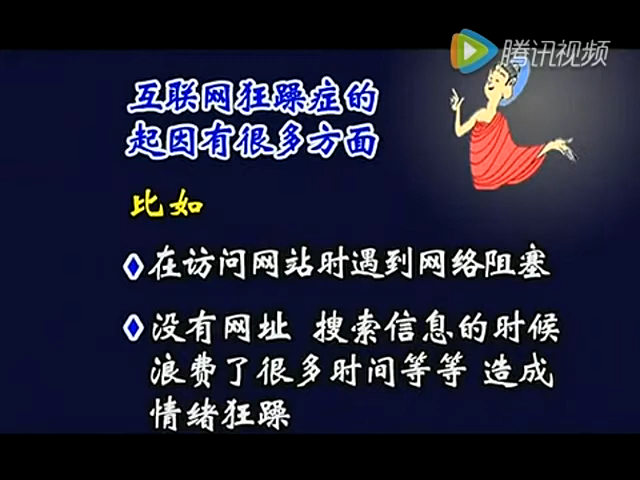 腾讯视频
互联网狂躁症的
起因有很多方面
比如
在访问网站时遇到网络阻塞
没有网址 搜索信息的时候
浪费了很多时间等等 造成
情绪狂躁